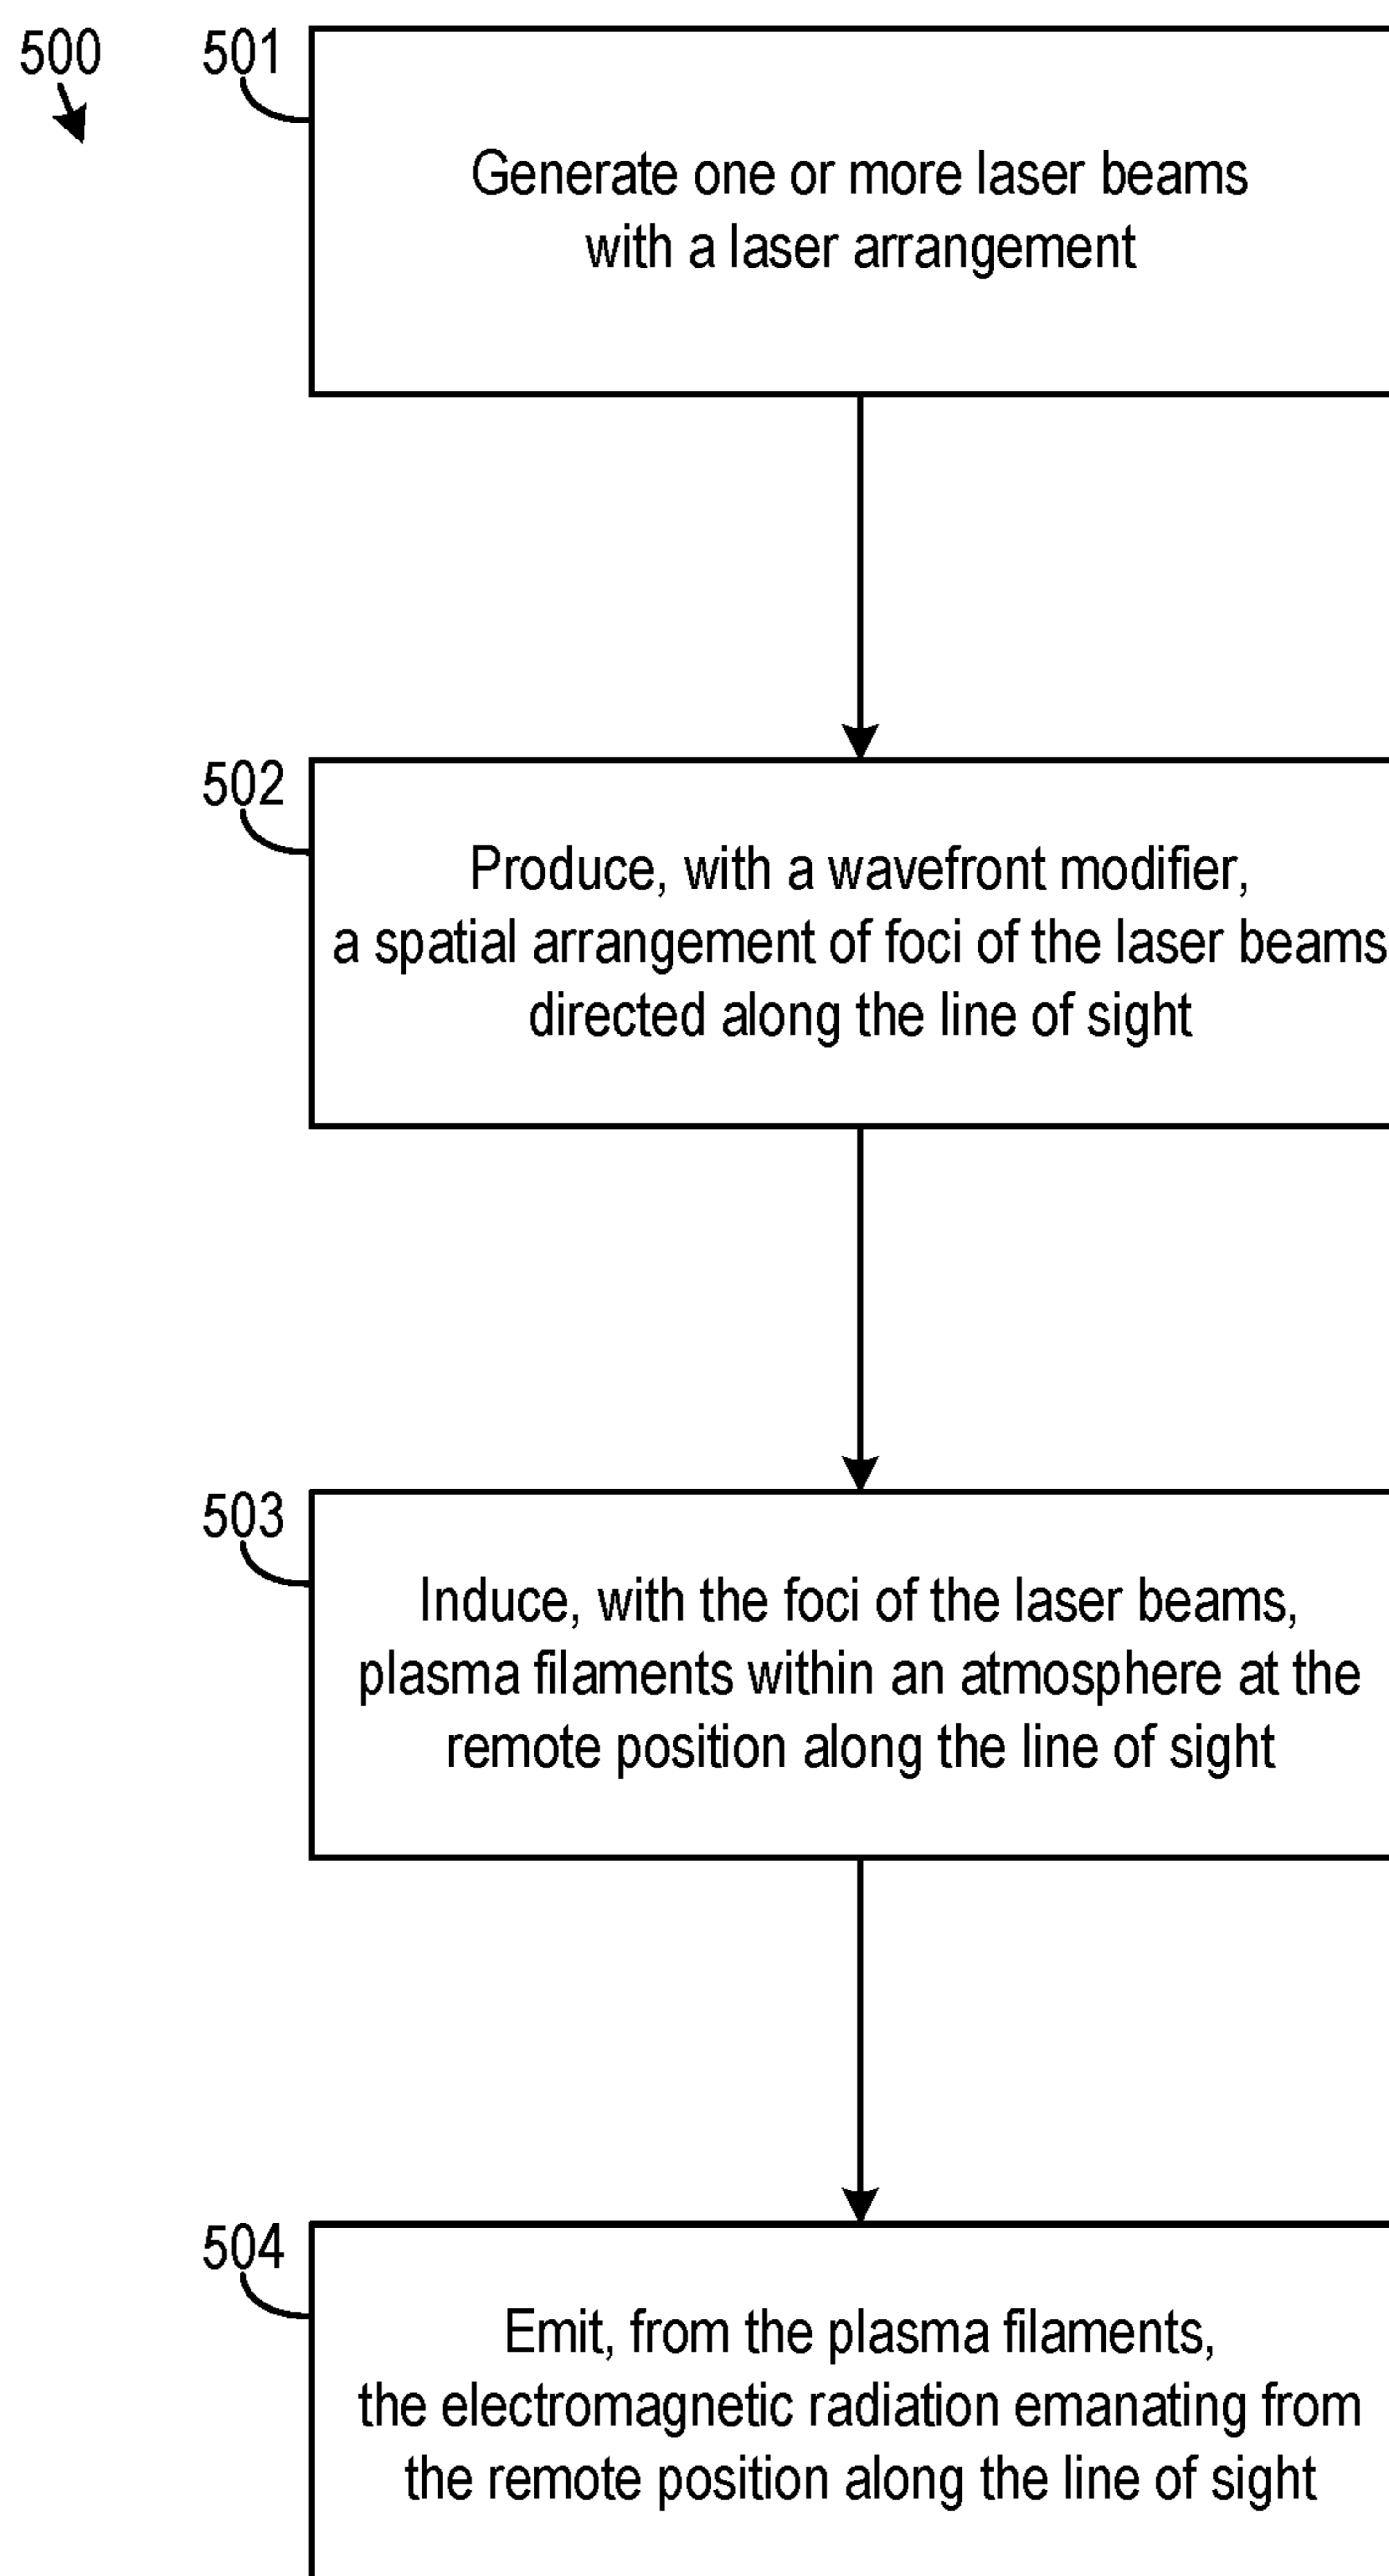 500
501
Generate one or more laser beams
with a laser arrangement
502
Produce, with a wavefront modifier,
a spatial arrangement of foci of the laser beams
directed along the line of sight
503
Induce, with the foci of the laser beams,
plasma filaments within an atmosphere at the
remote position along the line of sight
504
Emit, from the plasma filaments,
the electromagnetic radiation emanating from
the remote position along the line of sight